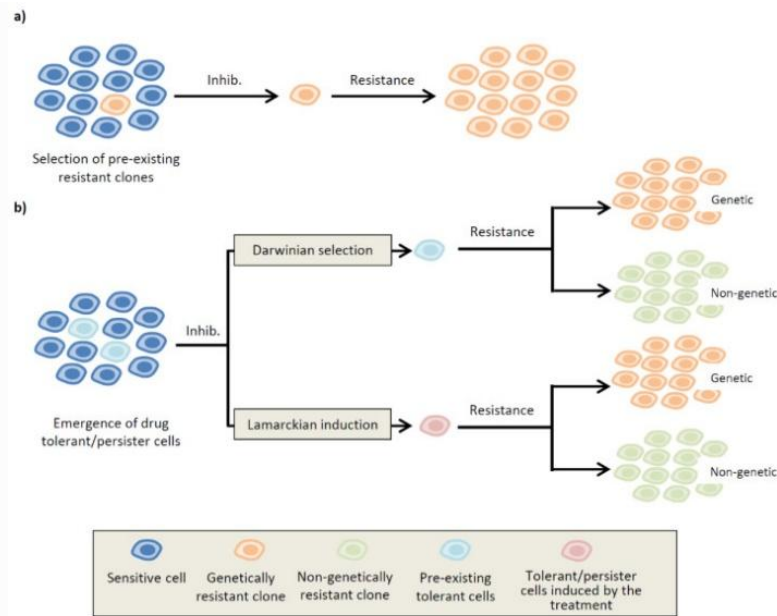 a)
Inhib.
Resistance
Selection of pre-existing
resistant clones
b)
Genetic
Darwinian selection
Resistance
Non-genetic
Inhib.
Genetic
Emergence of drug
tolerant/persister cells
Lamarckian induction
Resistance
Non-genetic
Sensitive cell
Genetically
resistant clone
Non-genetically
resistant clone
Pre-existing
tolerant cells
Tolerant/persister
cells induced by the
treatment